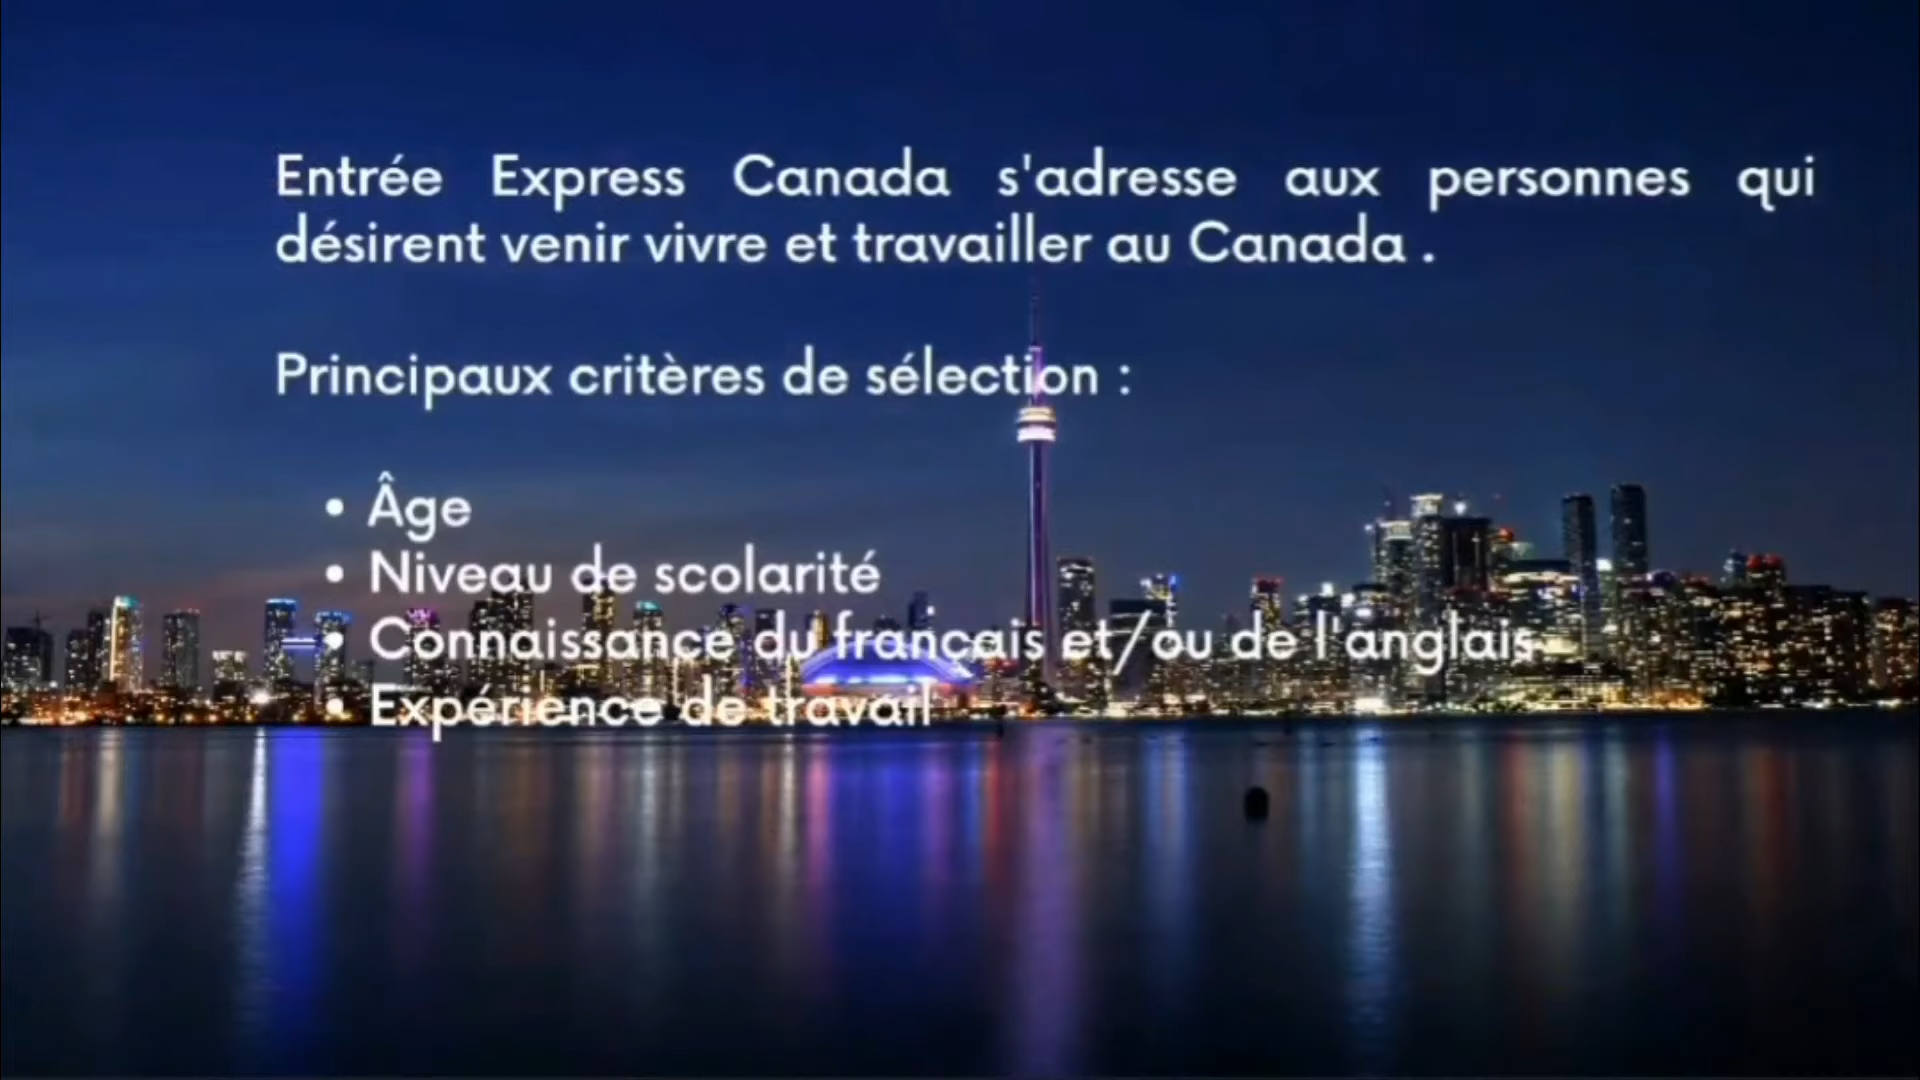 Entrée Express Canada s'adresse aux personnes qui
désirent venir vivre et travailler au Canada .
Principaux critères de sélection :
• Âge
• Niveau de scolarité
• Connaissance du français et/ou de l'anglais
• Expérience de travail